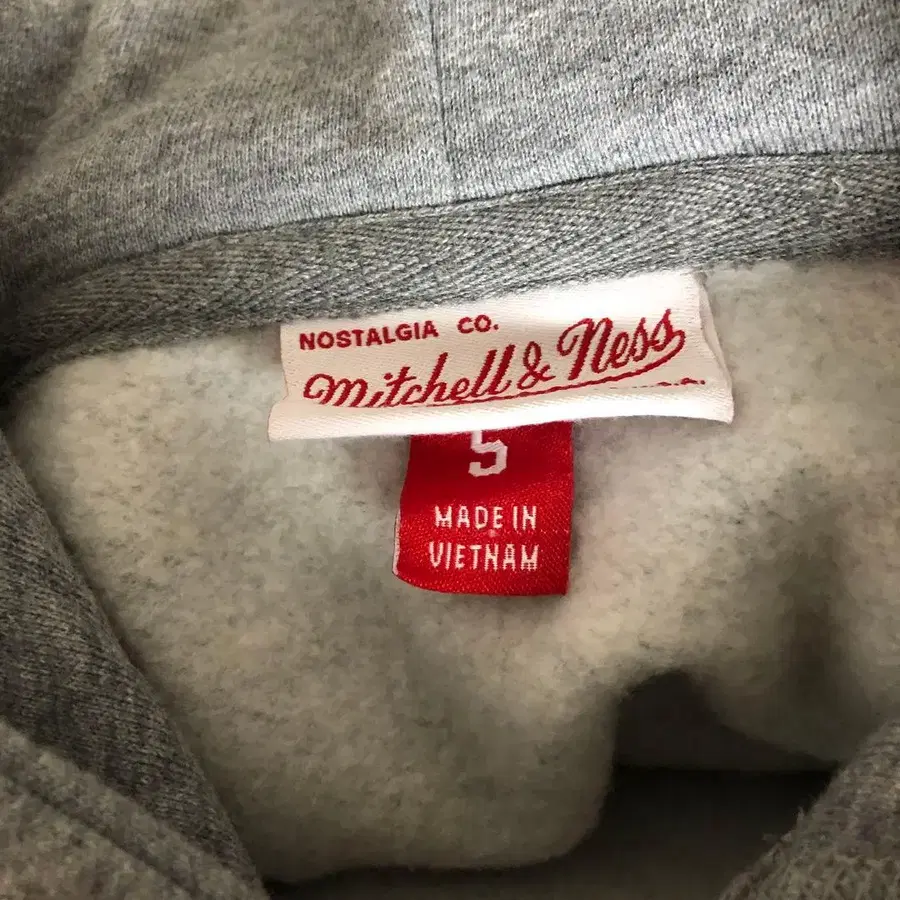 NOSTALGIA CO.
Mitchell & Ness
S
MADE IN
VIETNAM